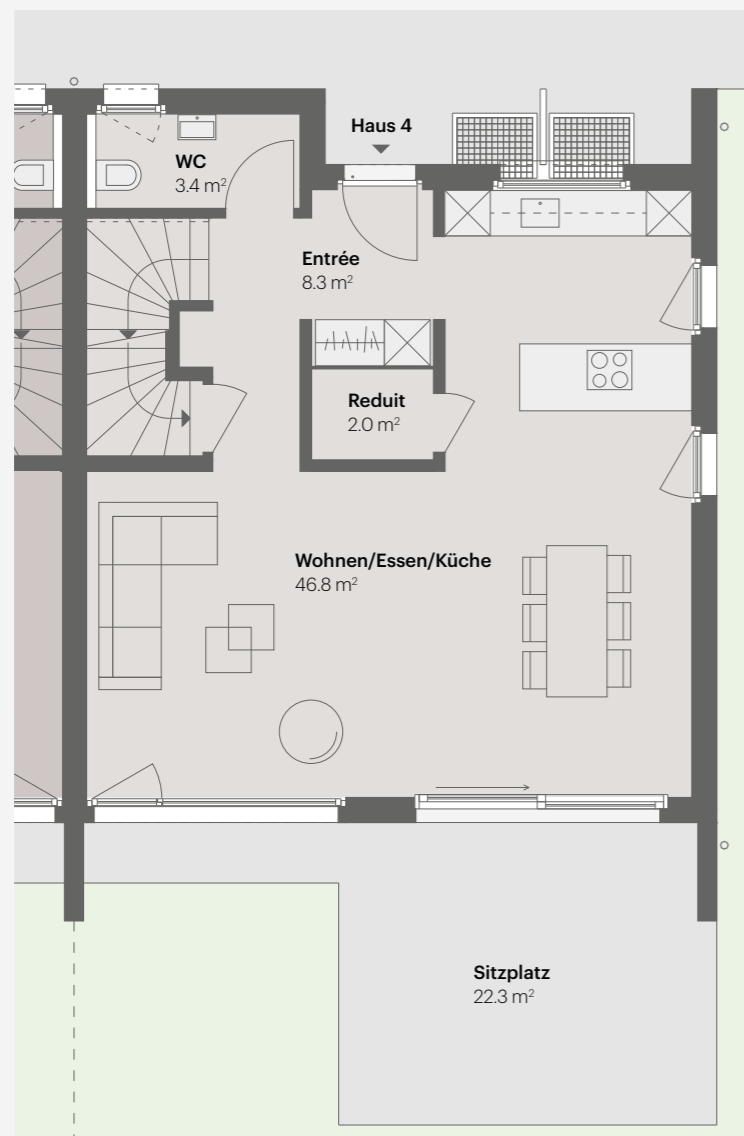 Haus 4
WC
3.4 m²
Entrée
8.3 m²
Reduit
2.0 m²
Wohnen/Essen/Küche
46.8 m²
Sitzplatz
22.3 m²